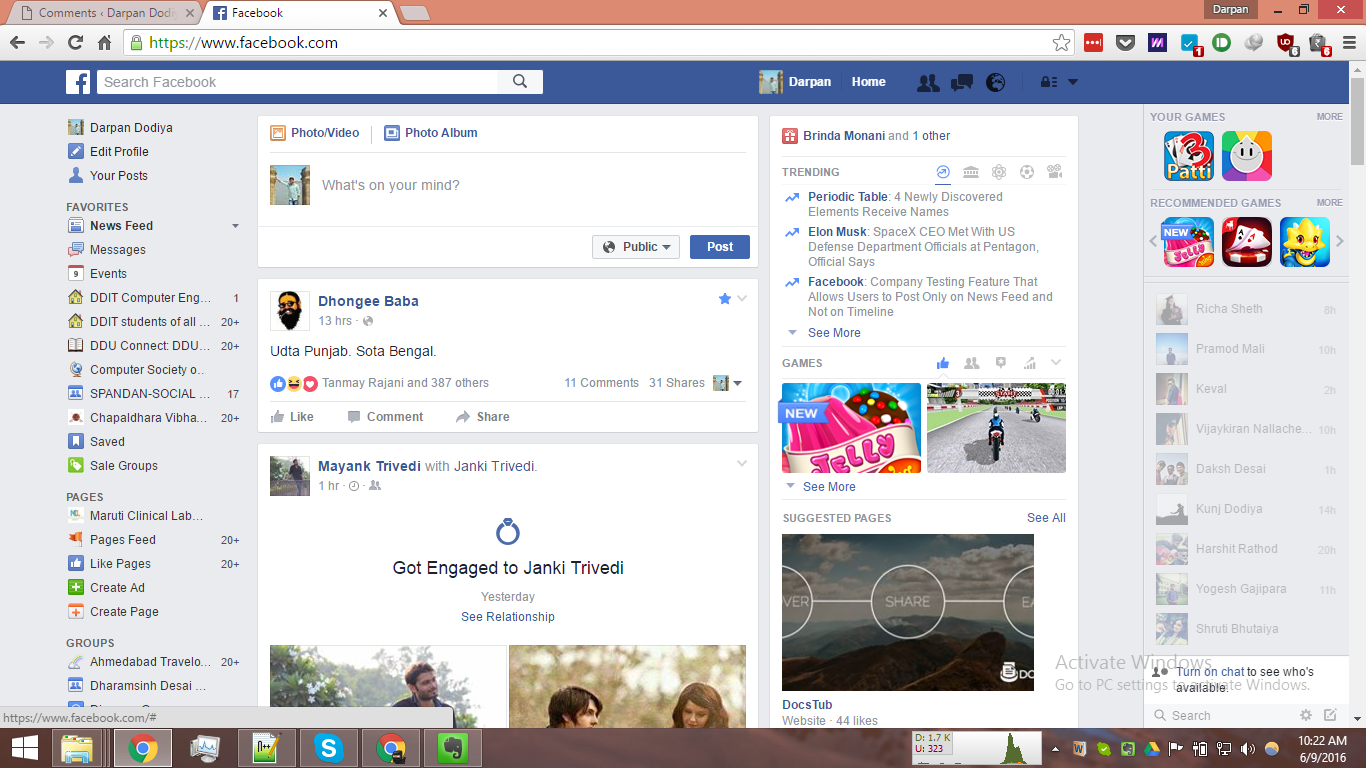 Comments ‹ Darpan Dodiy
Facebook
Darpan
https://www.facebook.com
1
6
6
Search Facebook
Darpan
Home
Darpan Dodiya
Edit Profile
Your Posts
FAVORITES
News Feed
Messages
9 Events
DDIT Computer Eng... 1
DDIT students of all ... 20+
DDU Connect: DDU... 20+
Computer Society o...
SPANDAN-SOCIAL ... 17
Chapaldhara Vibha... 20+
Saved
Sale Groups
PAGES
Maruti Clinical Lab...
Pages Feed 20+
Like Pages 20+
Create Ad
Create Page
GROUPS
Ahmedabad Travelo... 20+
Dharamsinh Desai ...
https://www.facebook.com/#
Photo/Video
Photo Album
What's on your mind?
Public
Post
Dhongee Baba
13 hrs ·
Udta Punjab. Sota Bengal.
Tanmay Rajani and 387 others
11 Comments 31 Shares
Like Comment Share
Mayank Trivedi with Janki Trivedi.
1 hr ·
Got Engaged to Janki Trivedi
Yesterday
See Relationship
Brinda Monani and 1 other
TRENDING
Periodic Table: 4 Newly Discovered
Elements Receive Names
Elon Musk: SpaceX CEO Met With US
Defense Department Officials at Pentagon,
Official Says
Facebook: Company Testing Feature That
Allows Users to Post Only on News Feed and
Not on Timeline
See More
GAMES
NEW
JELLY
START
See More
SUGGESTED PAGES
See All
VER
SHARE
EA
DocsTub
Website · 44 likes
YOUR GAMES MORE
3
Patti
RECOMMENDED GAMES MORE
NEW
JELLY
Richa Sheth 8h
Pramod Mali 10h
Keval 2h
Vijaykiran Nallache... 10h
Daksh Desai 1h
Kunj Dodiya 14h
Harshit Rathod 20h
Yogesh Gajipara 11h
Shruti Bhutaiya
Activate Windows
Go to PC settings to activate Windows.
Turn on chat to see who's
available.
Search
D: 1.7 K
U: 323
10:22 AM
6/9/2016